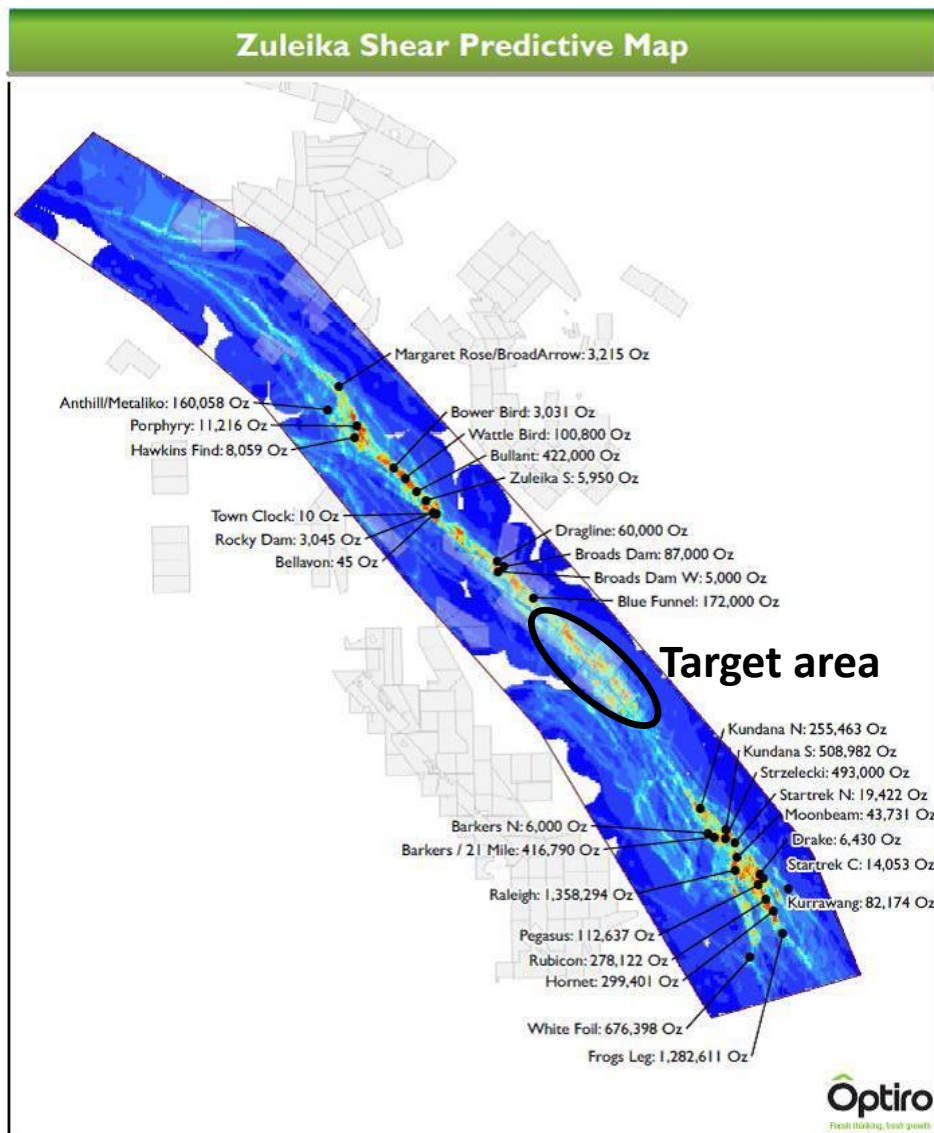 Zuleika Shear Predictive Map
Margaret Rose/BroadArrow: 3,215 Oz
Anthill/Metaliko: 160,058 Oz
Bower Bird: 3,031 Oz
Porphyry: 11,216 Oz
Wattle Bird: 100,800 Oz
Hawkins Find: 8,059 Oz
Bullant: 422,000 Oz
Zuleika S: 5,950 Oz
Town Clock: 10 Oz
Rocky Dam: 3,045 Oz
Bellavon: 45 Oz
Dragline: 60,000 Oz
Broads Dam: 87,000 Oz
Broads Dam W: 5,000 Oz
Blue Funnel: 172,000 Oz
Target area
Kundana N: 255,463 Oz
Kundana S: 508,982 Oz
Strzelecki: 493,000 Oz
Startrek N: 19,422 Oz
Moonbeam: 43,731 Oz
Barkers N: 6,000 Oz
Drake: 6,430 Oz
Barkers / 21 Mile: 416,790 Oz
Startrek C: 14,053 Oz
Raleigh: 1,358,294 Oz
Kurrawang: 82,174 Oz
Pegasus: 112,637 Oz
Rubicon: 278,122 Oz
Hornet: 299,401 Oz
White Foil: 676,398 Oz
Frogs Leg: 1,282,611 Oz
Ôptiro
Fresh thinking, fresh growth